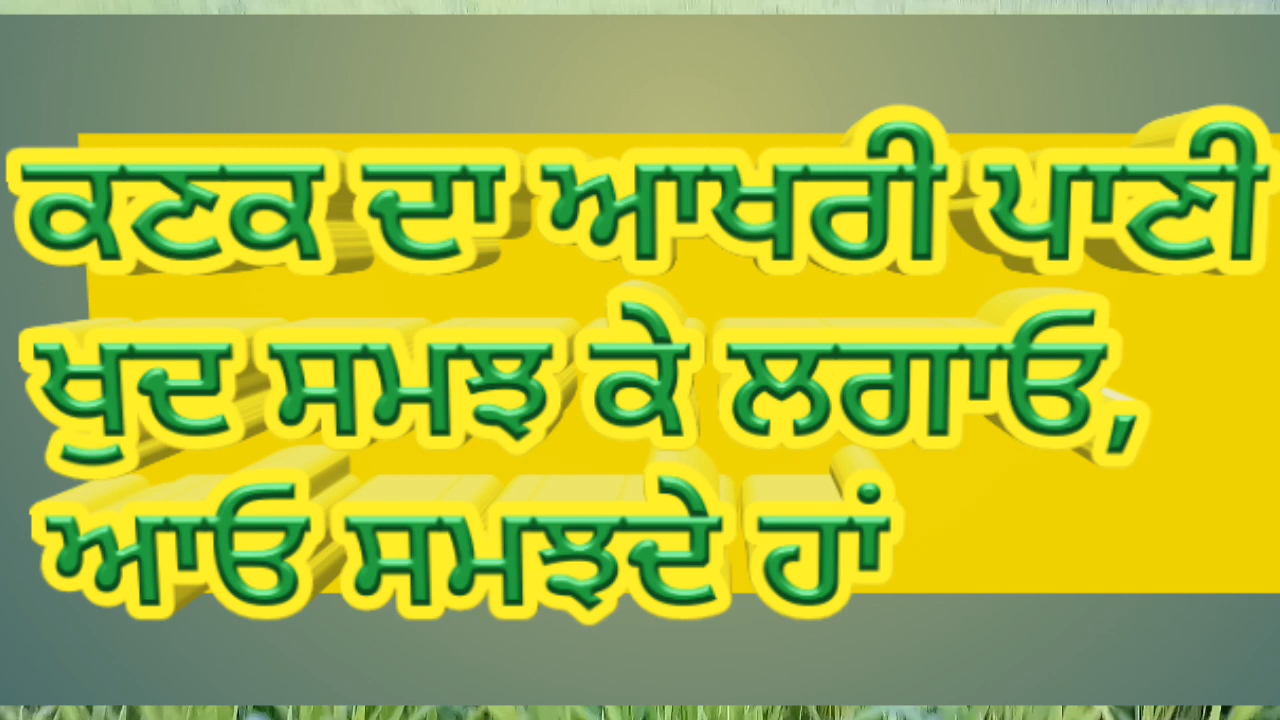 ਕਣਕ ਦਾ ਆਖਰੀ ਪਾਣੀ
ਖੁਦ ਸਮਝ ਕੇ ਲਗਾਓ,
ਆਓ ਸਮਝਦੇ ਹਾਂ